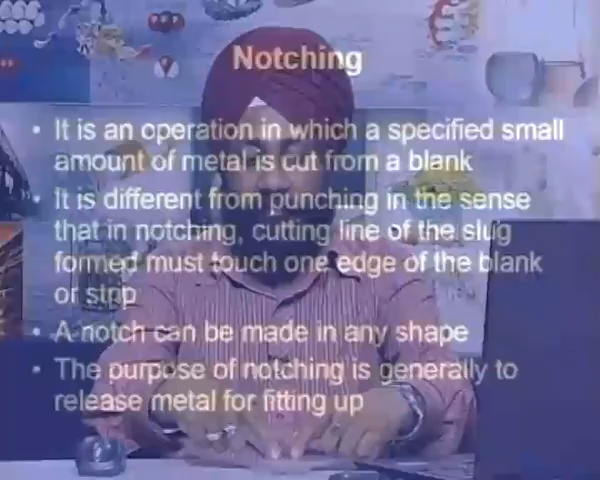 Notching
• It is an operation in which a specified small
amount of metal is cut from a blank
• It is different from punching in the sense
that in notching, cutting line of the slug
formed must touch one edge of the blank
or strip
• A notch can be made in any shape
• The purpose of notching is generally to
release metal for fitting up